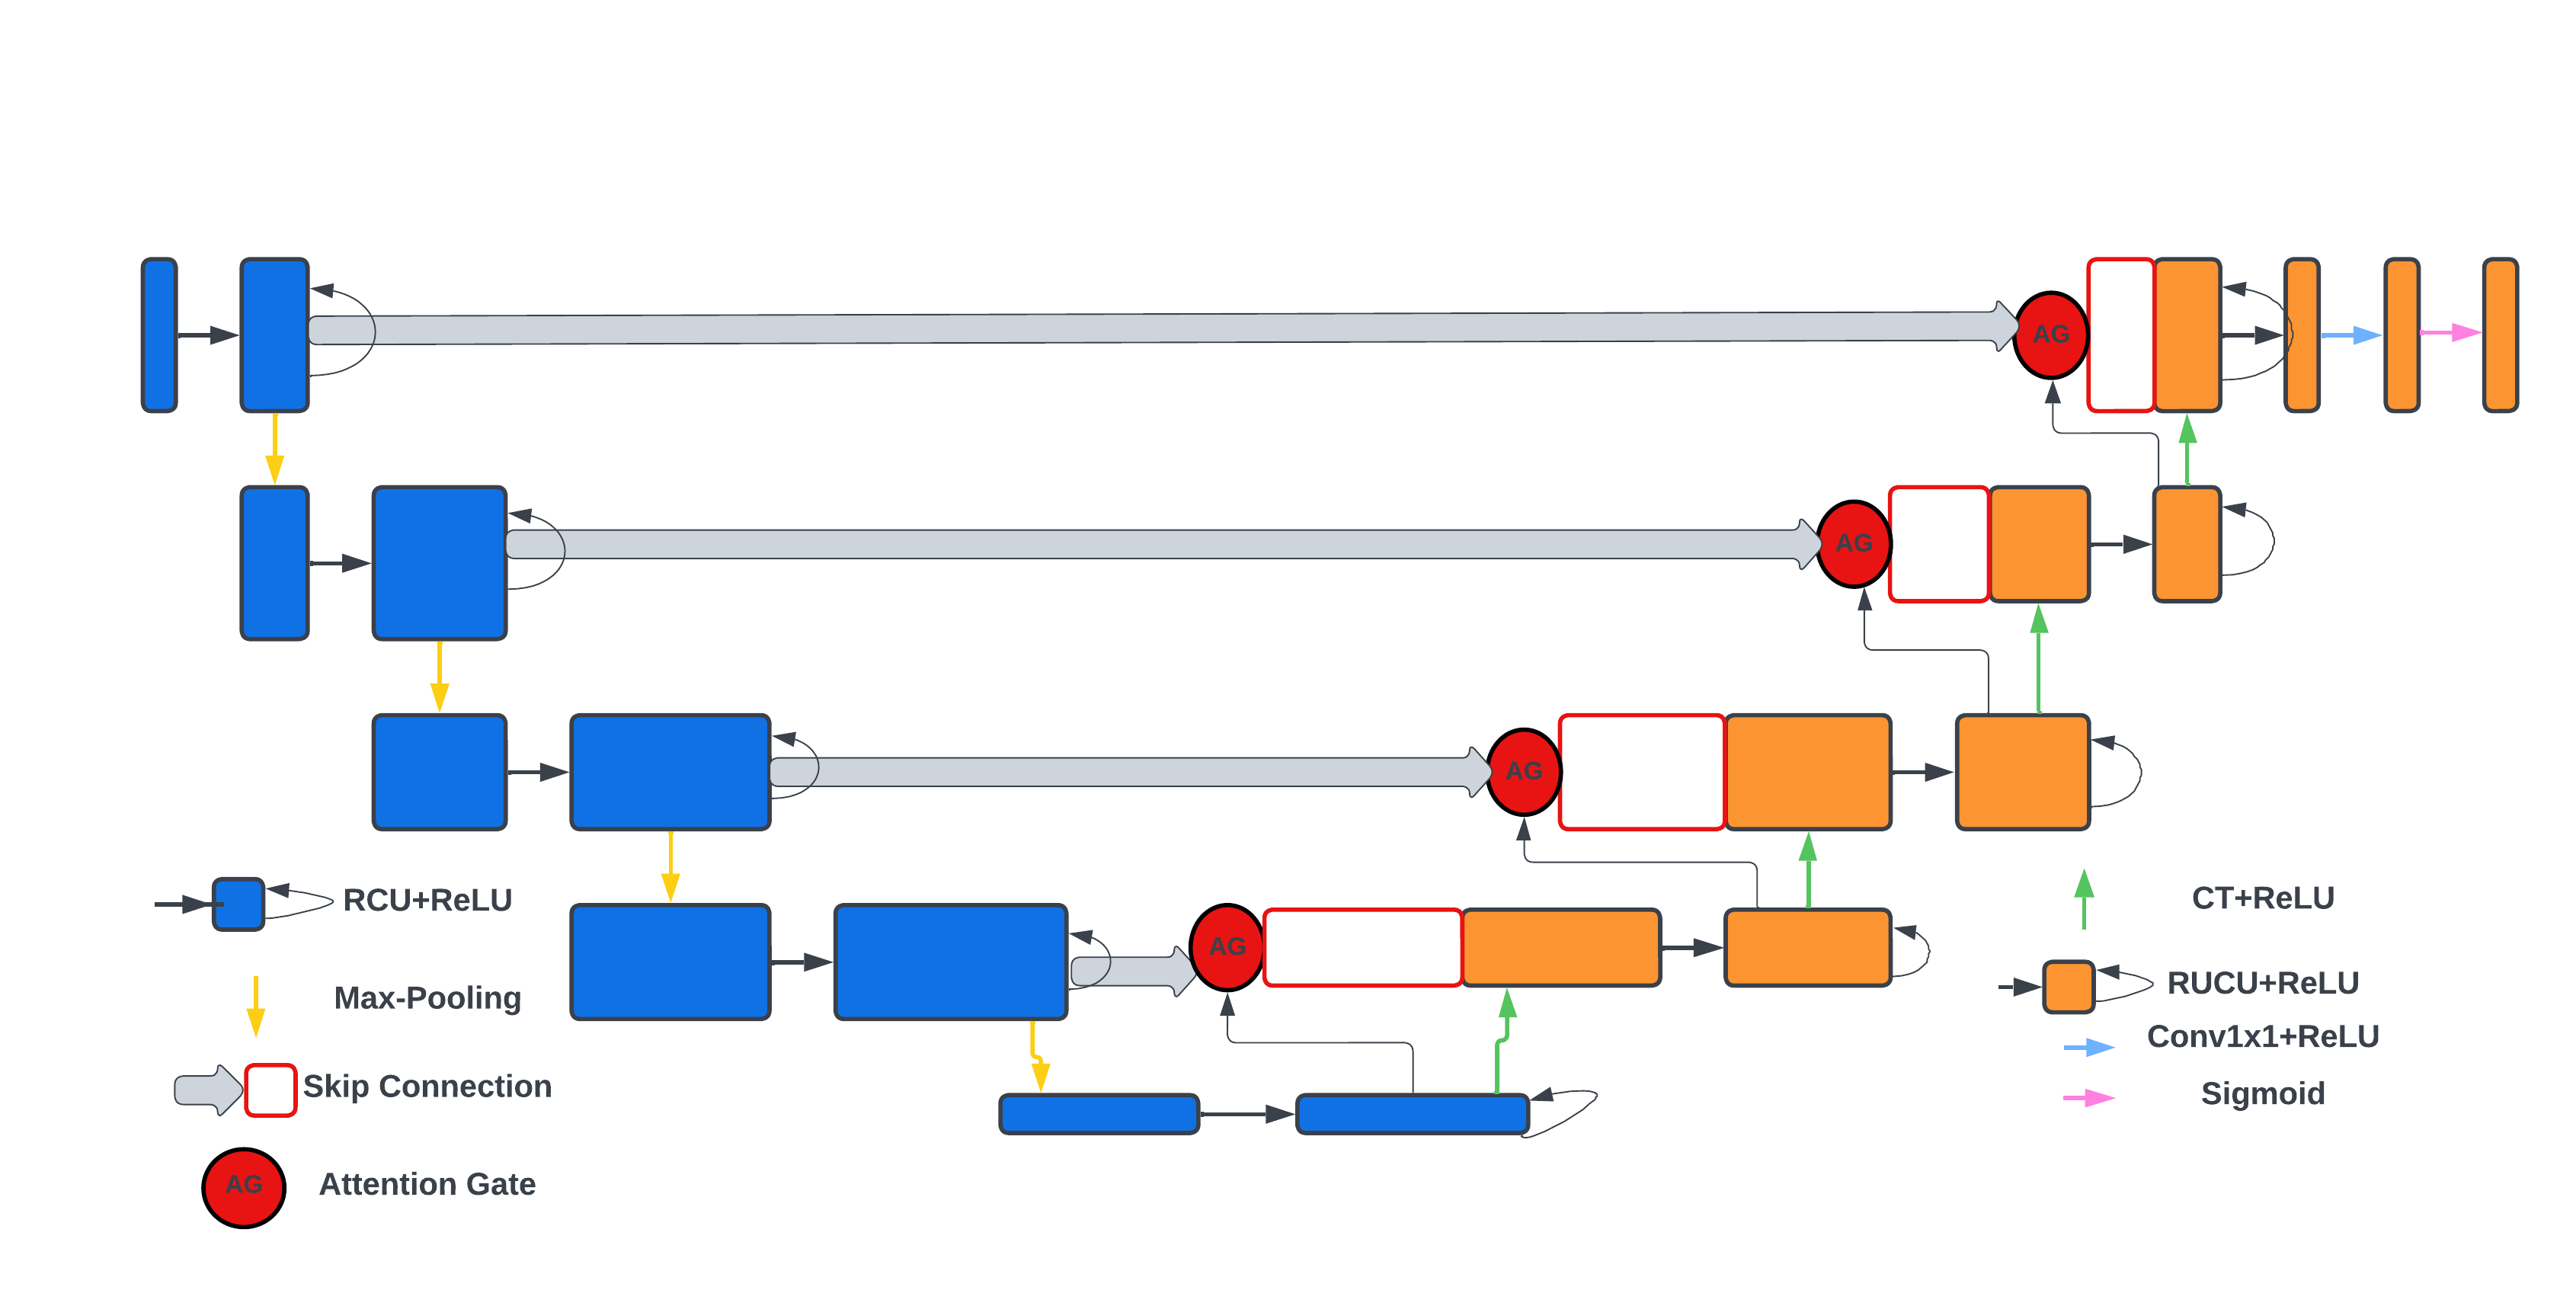 AG
AG
AG
AG
RCU+ReLU
Max-Pooling
Skip Connection
AG
Attention Gate
CT+ReLU
RUCU+ReLU
Conv1x1+ReLU
Sigmoid